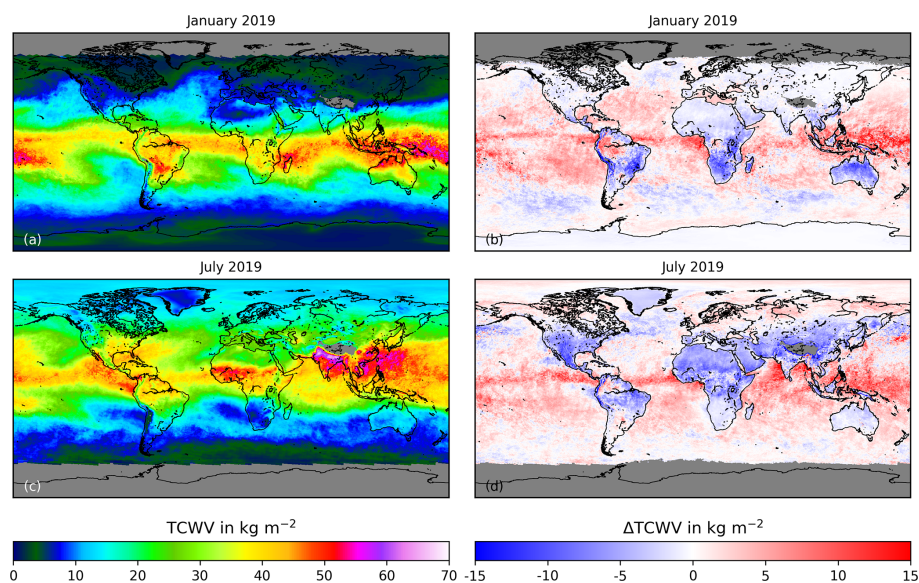 January 2019
January 2019
(a)
(b)
July 2019
July 2019
(c)
(d)
TCWV in kg m⁻²
ΔTCWV in kg m⁻²
0 10 20 30 40 50 60 70
-15 -10 -5 0 5 10 15